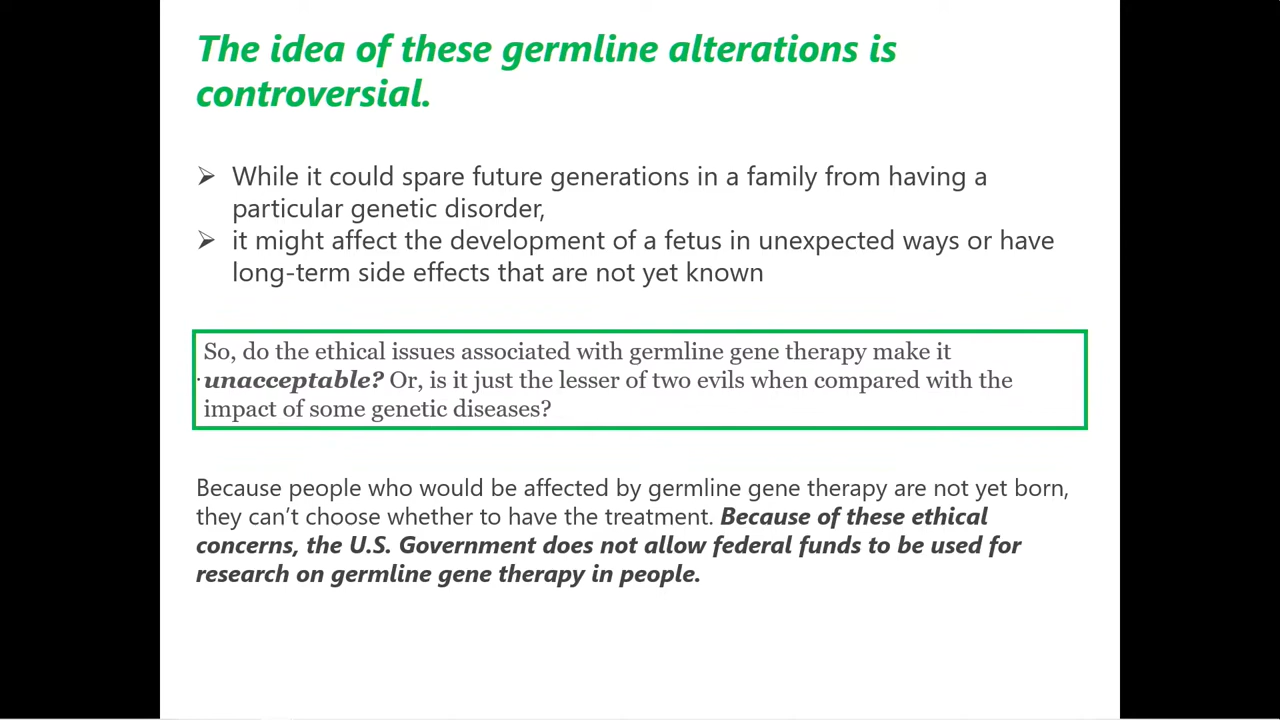 The idea of these germline alterations is
controversial.
➢ While it could spare future generations in a family from having a
particular genetic disorder,
➢ it might affect the development of a fetus in unexpected ways or have
long-term side effects that are not yet known
So, do the ethical issues associated with germline gene therapy make it
unacceptable? Or, is it just the lesser of two evils when compared with the
impact of some genetic diseases?
Because people who would be affected by germline gene therapy are not yet born,
they can’t choose whether to have the treatment. Because of these ethical
concerns, the U.S. Government does not allow federal funds to be used for
research on germline gene therapy in people.